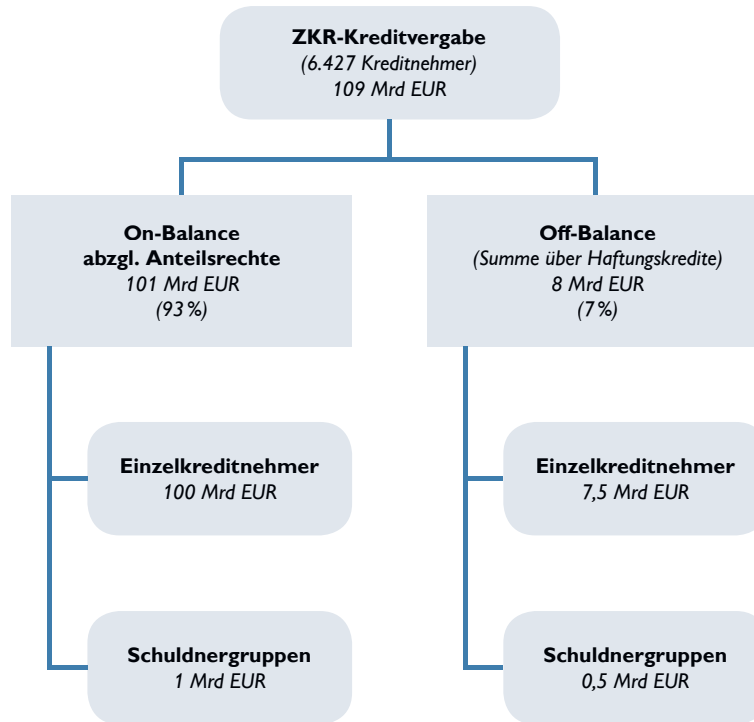 ZKR-Kreditvergabe
(6.427 Kreditnehmer)
109 Mrd EUR
On-Balance
abzgl. Anteilsrechte
101 Mrd EUR
(93 %)
Off-Balance
(Summe über Haftungskredite)
8 Mrd EUR
(7 %)
Einzelkreditnehmer
100 Mrd EUR
Einzelkreditnehmer
7,5 Mrd EUR
Schuldnergruppen
1 Mrd EUR
Schuldnergruppen
0,5 Mrd EUR